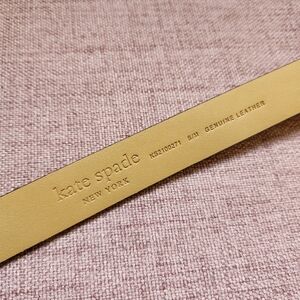 kate spade
NEW YORK
KS2100271 S/M GENUINE LEATHER